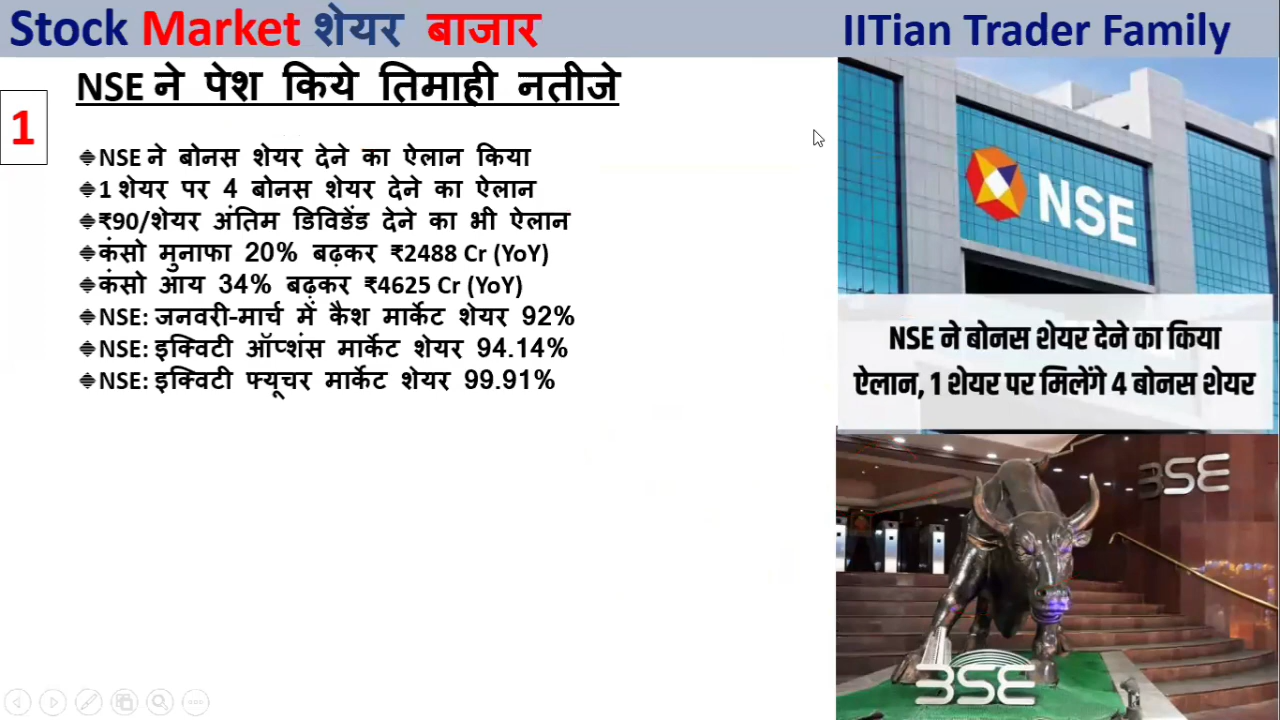 Stock Market शेयर बाजार
IITian Trader Family
NSE ने पेश किये तिमाही नतीजे
1
NSE ने बोनस शेयर देने का ऐलान किया
1 शेयर पर 4 बोनस शेयर देने का ऐलान
₹90/शेयर अंतिम डिविडेंड देने का भी ऐलान
कंसो मुनाफा 20% बढ़कर ₹2488 Cr (YoY)
कंसो आय 34% बढ़कर ₹4625 Cr (YoY)
NSE: जनवरी-मार्च में कैश मार्केट शेयर 92%
NSE: इक्विटी ऑप्शंस मार्केट शेयर 94.14%
NSE: इक्विटी फ्यूचर मार्केट शेयर 99.91%
NSE
NSE ने बोनस शेयर देने का किया
ऐलान, 1 शेयर पर मिलेंगे 4 बोनस शेयर
BSE
BSE